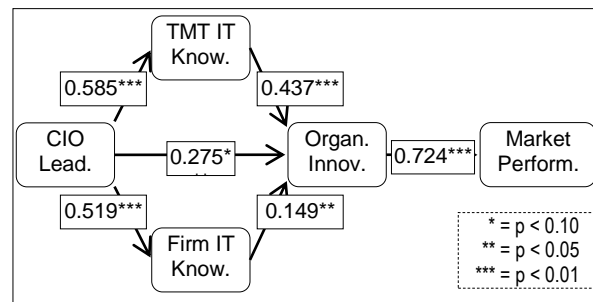 TMT IT
Know.
0.585***
0.437***
CIO
Lead.
0.275*
Organ.
Innov.
0.724***
Market
Perform.
0.519***
0.149**
Firm IT
Know.
* = p < 0.10
** = p < 0.05
*** = p < 0.01